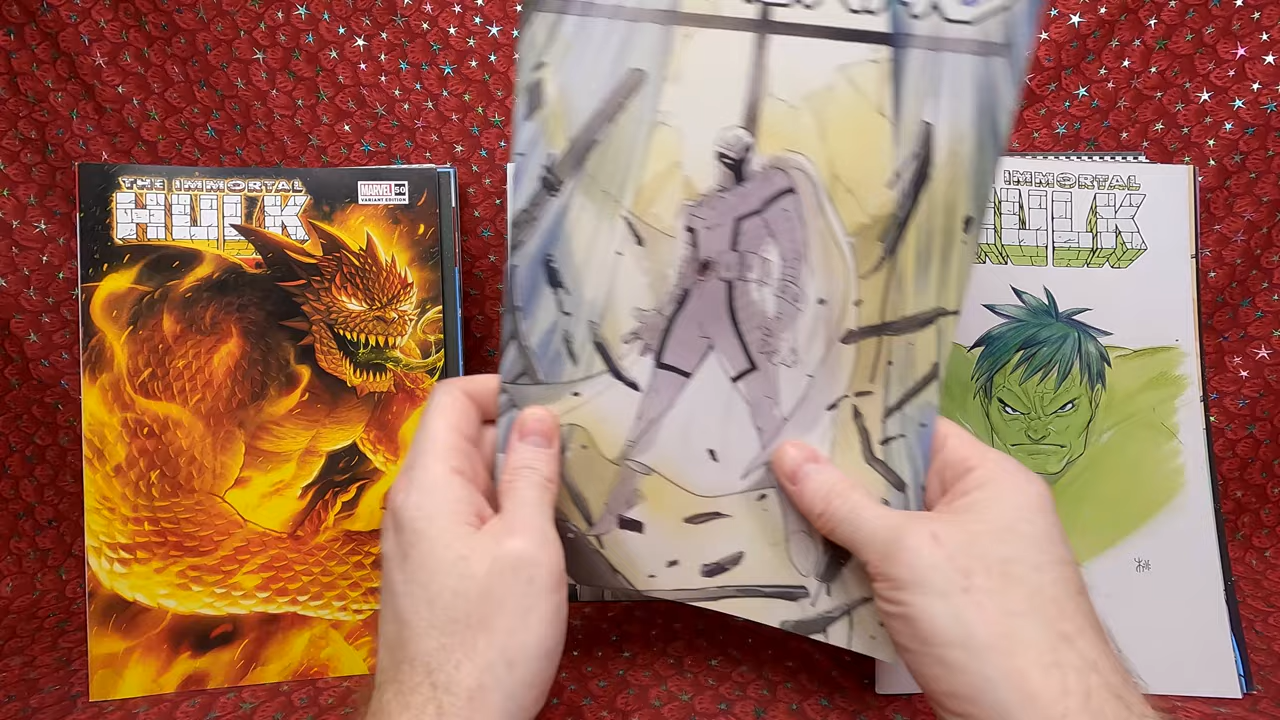 THE IMMORTAL
HULK
MARVEL
50
VARIANT EDITION
IMMORTAL
HULK